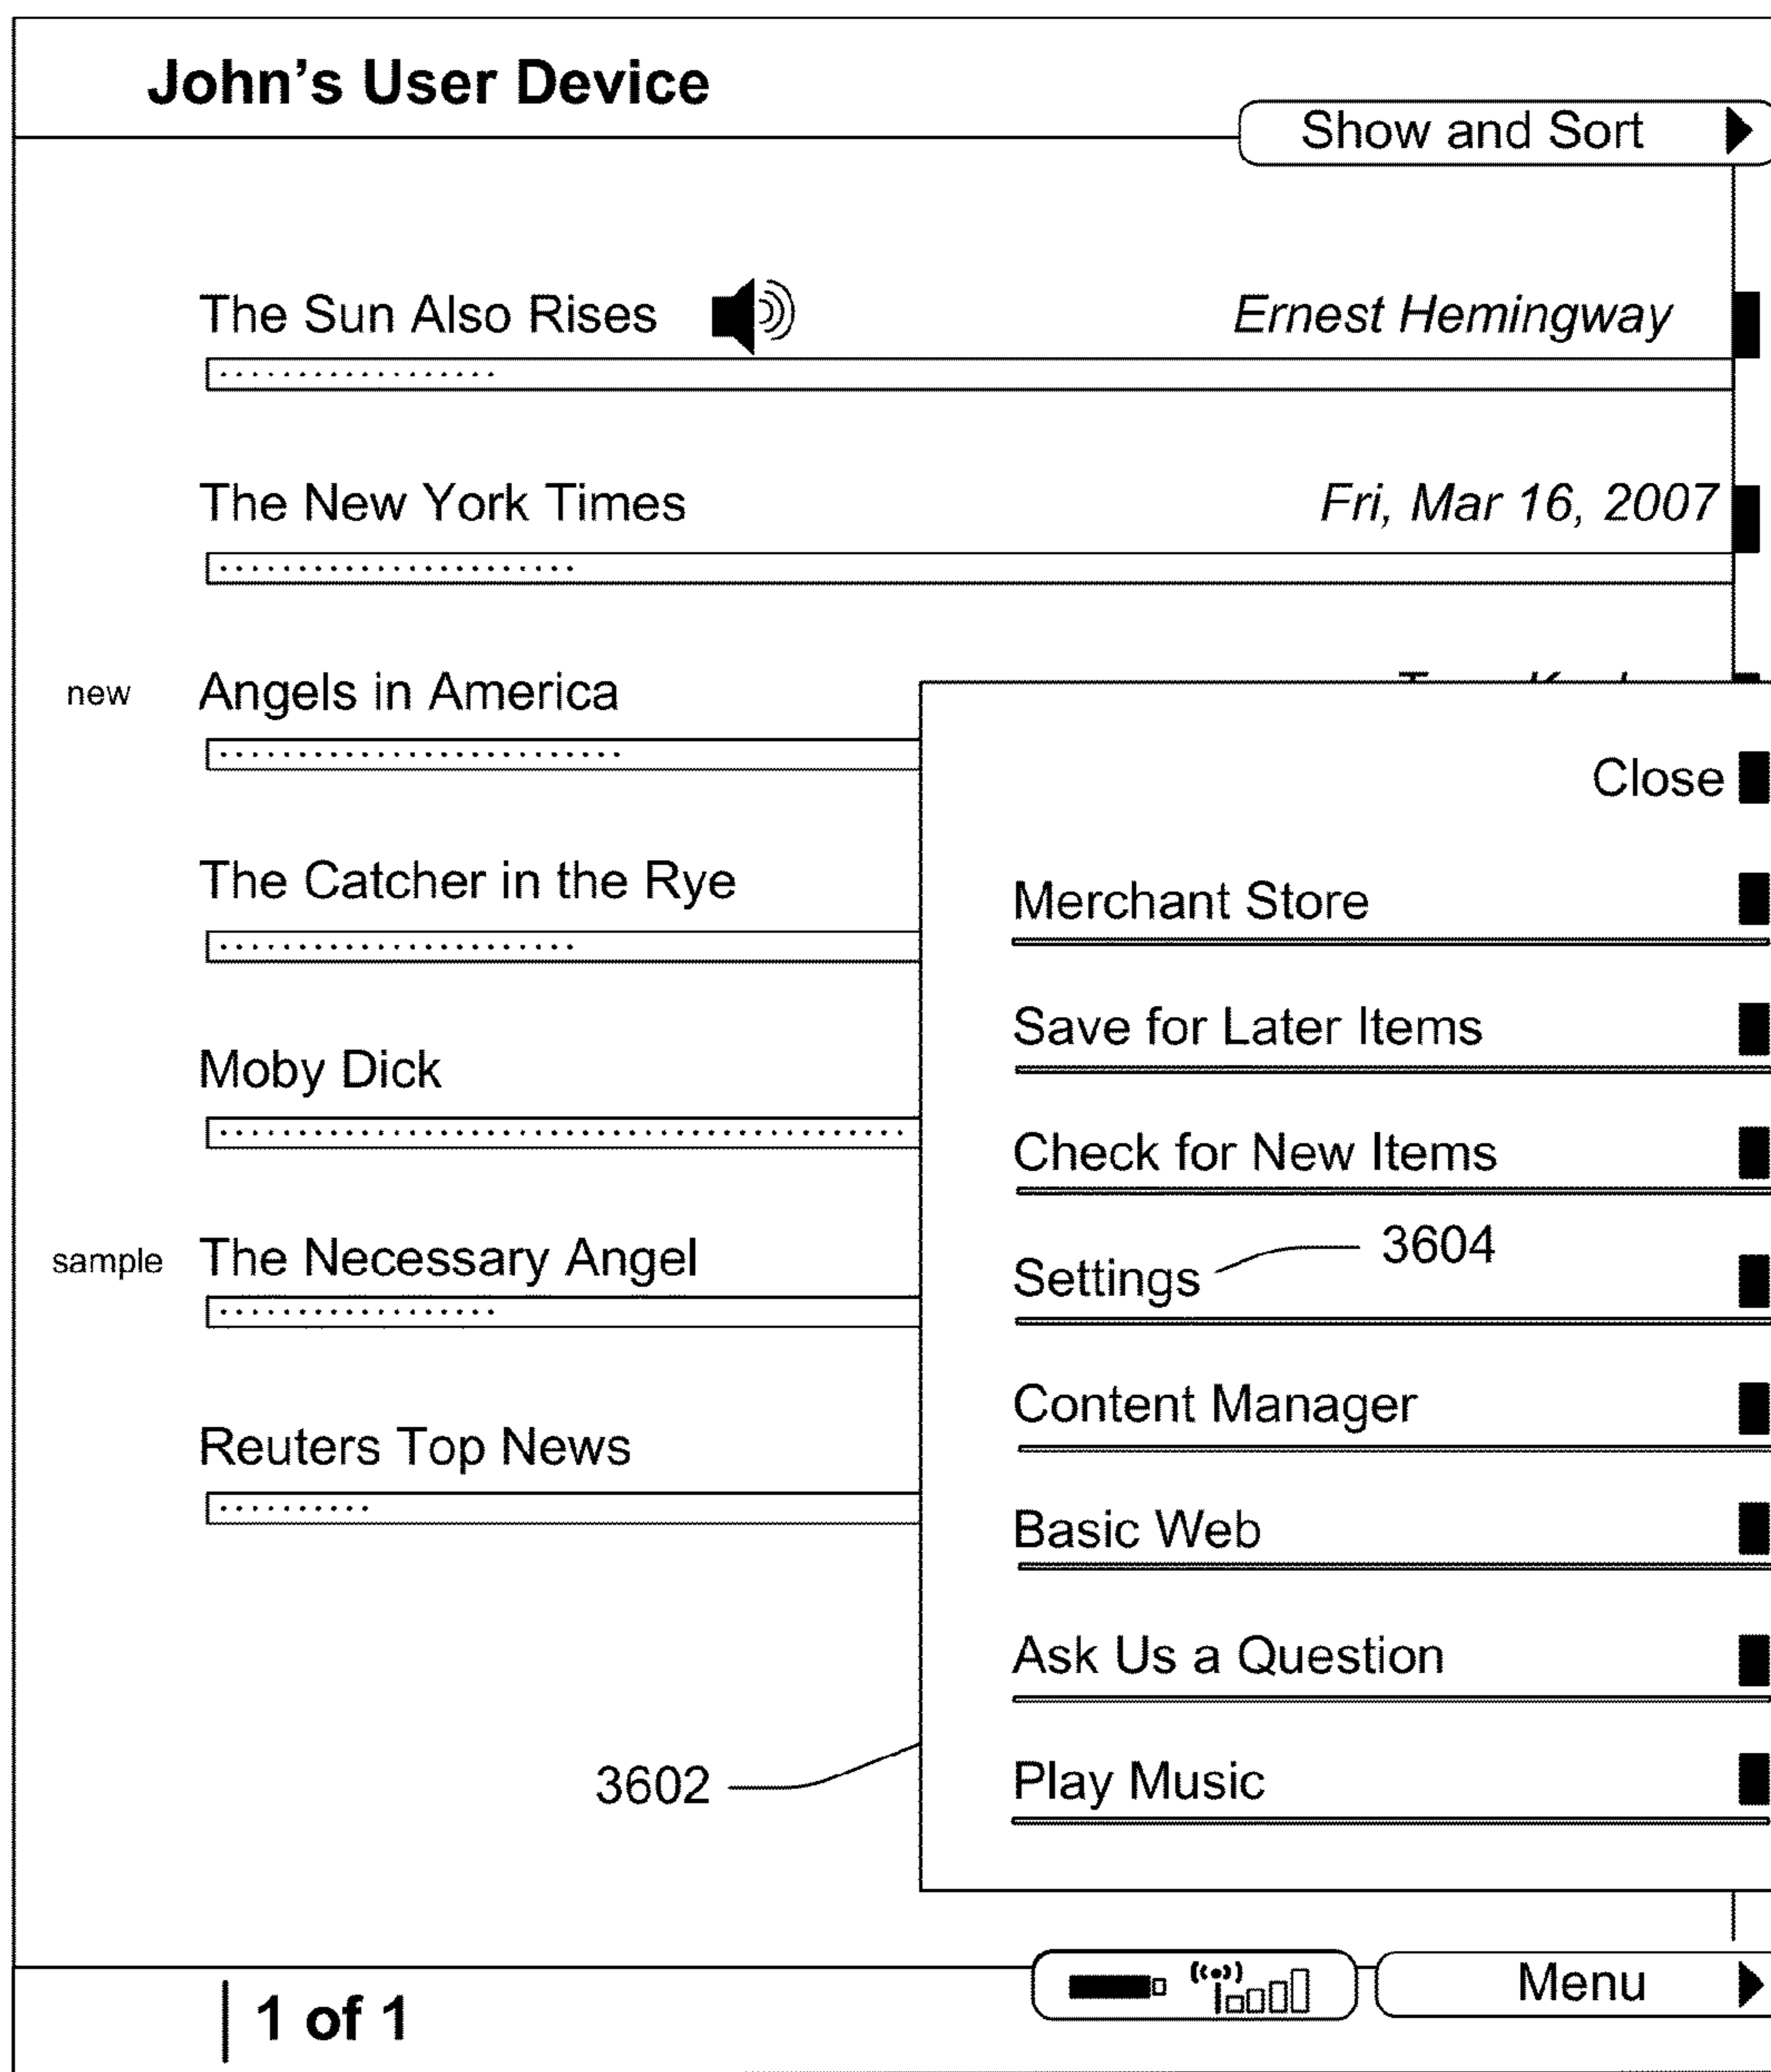 John's User Device
Show and Sort
The Sun Also Rises Ernest Hemingway
The New York Times Fri, Mar 16, 2007
new Angels in America
Close
The Catcher in the Rye
Merchant Store
Save for Later Items
Moby Dick
Check for New Items
3604
sample The Necessary Angel
Settings
Content Manager
Reuters Top News
Basic Web
Ask Us a Question
3602
Play Music
Menu
1 of 1